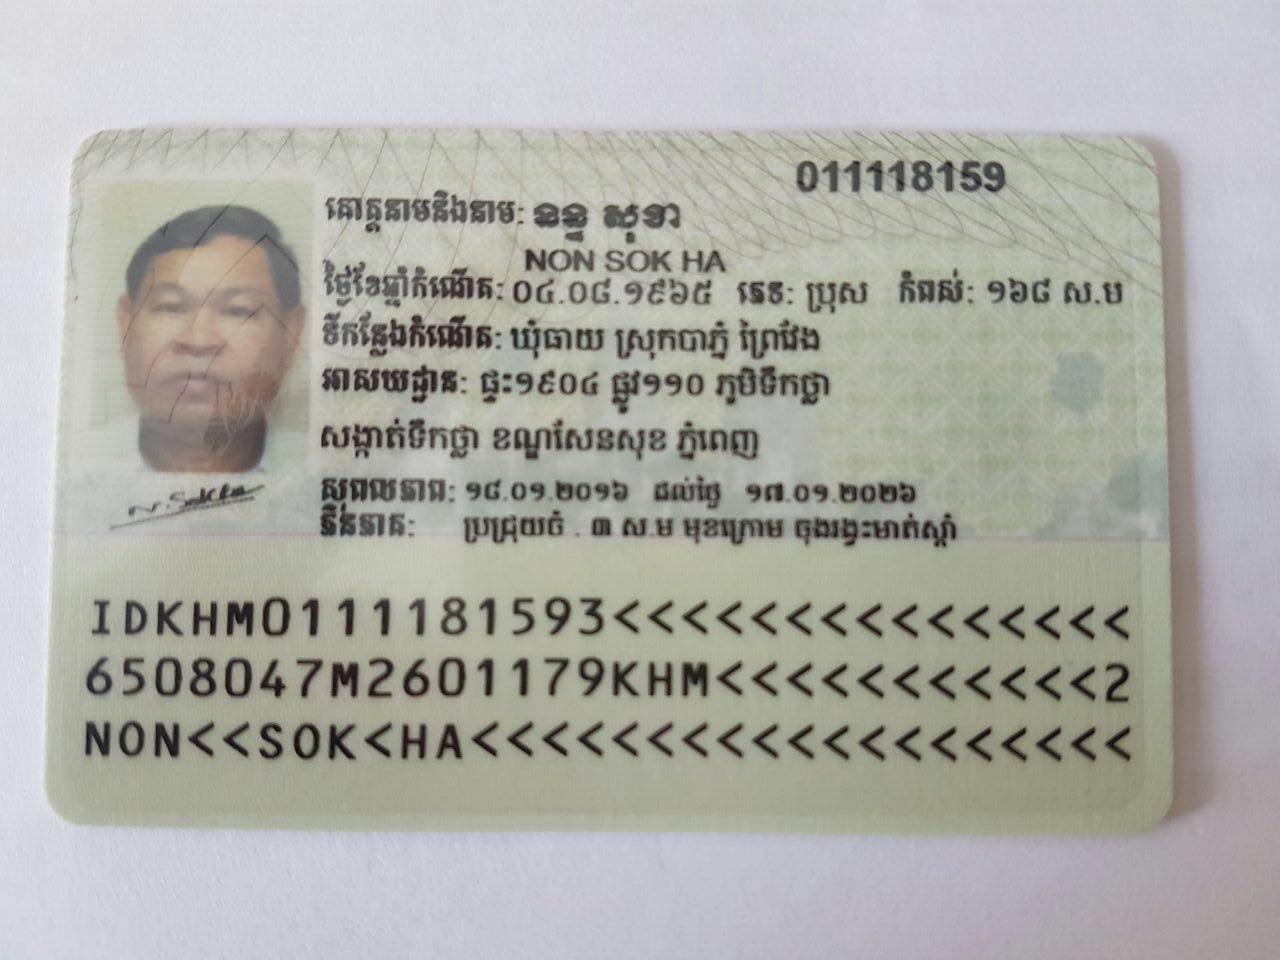 011118159
គោត្តនាមនិងនាម: នន្ទ សុខា
NON SOK HA
ថ្ងៃខែឆ្នាំកំណើត: ០៤.០៨.១៩៦៥ ភេទ: ប្រុស កំពស់: ១៦៨ ស.ម
ទីកន្លែងកំណើត: ឃុំធាយ ស្រុកបាភ្នំ ព្រៃវែង
អាសយដ្ឋាន: ផ្ទះ១៩០៤ ផ្លូវ១១០ ភូមិទឹកថ្លា
សង្កាត់ទឹកថ្លា ខណ្ឌសែនសុខ ភ្នំពេញ
សុពលភាព: ១៨.០១.២០១៦ ដល់ថ្ងៃ ១៧.០១.២០២៦
ភិនភាគ: ប្រជ្រុយចំ . ៣ ស.ម មុខក្រោម ចុងរង្វះមាត់ស្តាំ
N. Sokha
IDKHM0111181593<<<<<<<<<<<<<<<
6508047M2601179KHM<<<<<<<<<<<2
NON<<SOK<HA<<<<<<<<<<<<<<<<<<<